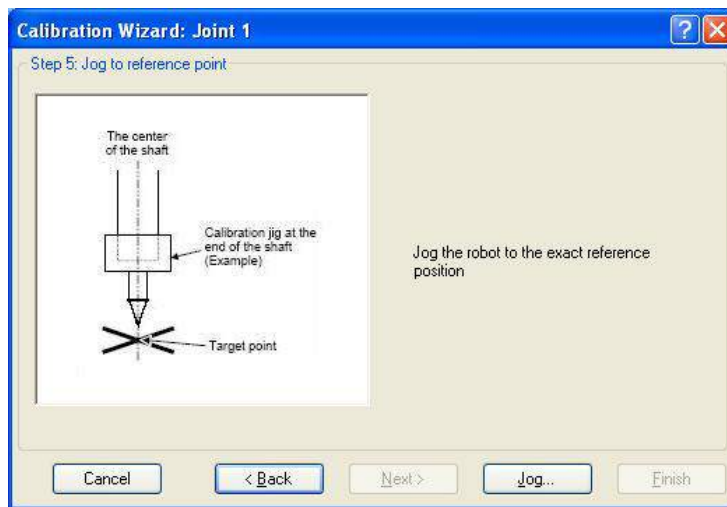 Calibration Wizard: Joint 1
Step 5: Jog to reference point
The center
of the shaft
Calibration jig at the
end of the shaft
(Example)
Target point
Jog the robot to the exact reference
position
Cancel
< Back
Next >
Jog...
Finish